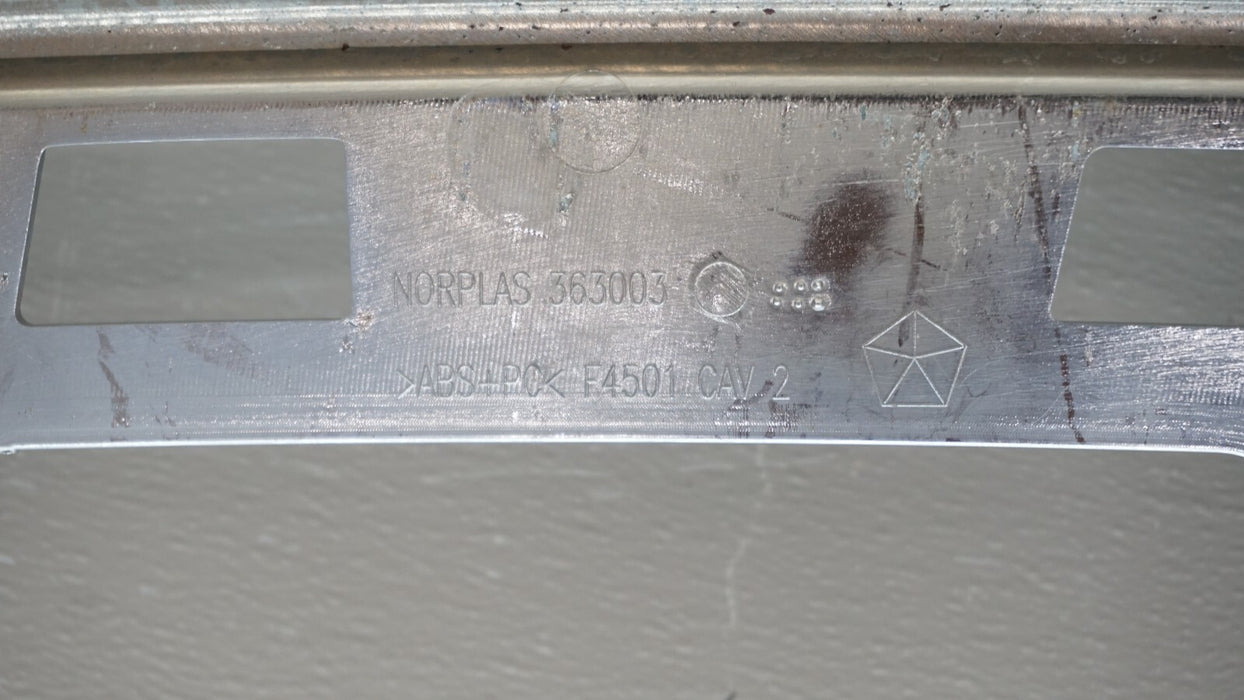 NORPLAS 363003
>ABS+PC< F4501 CAV 2